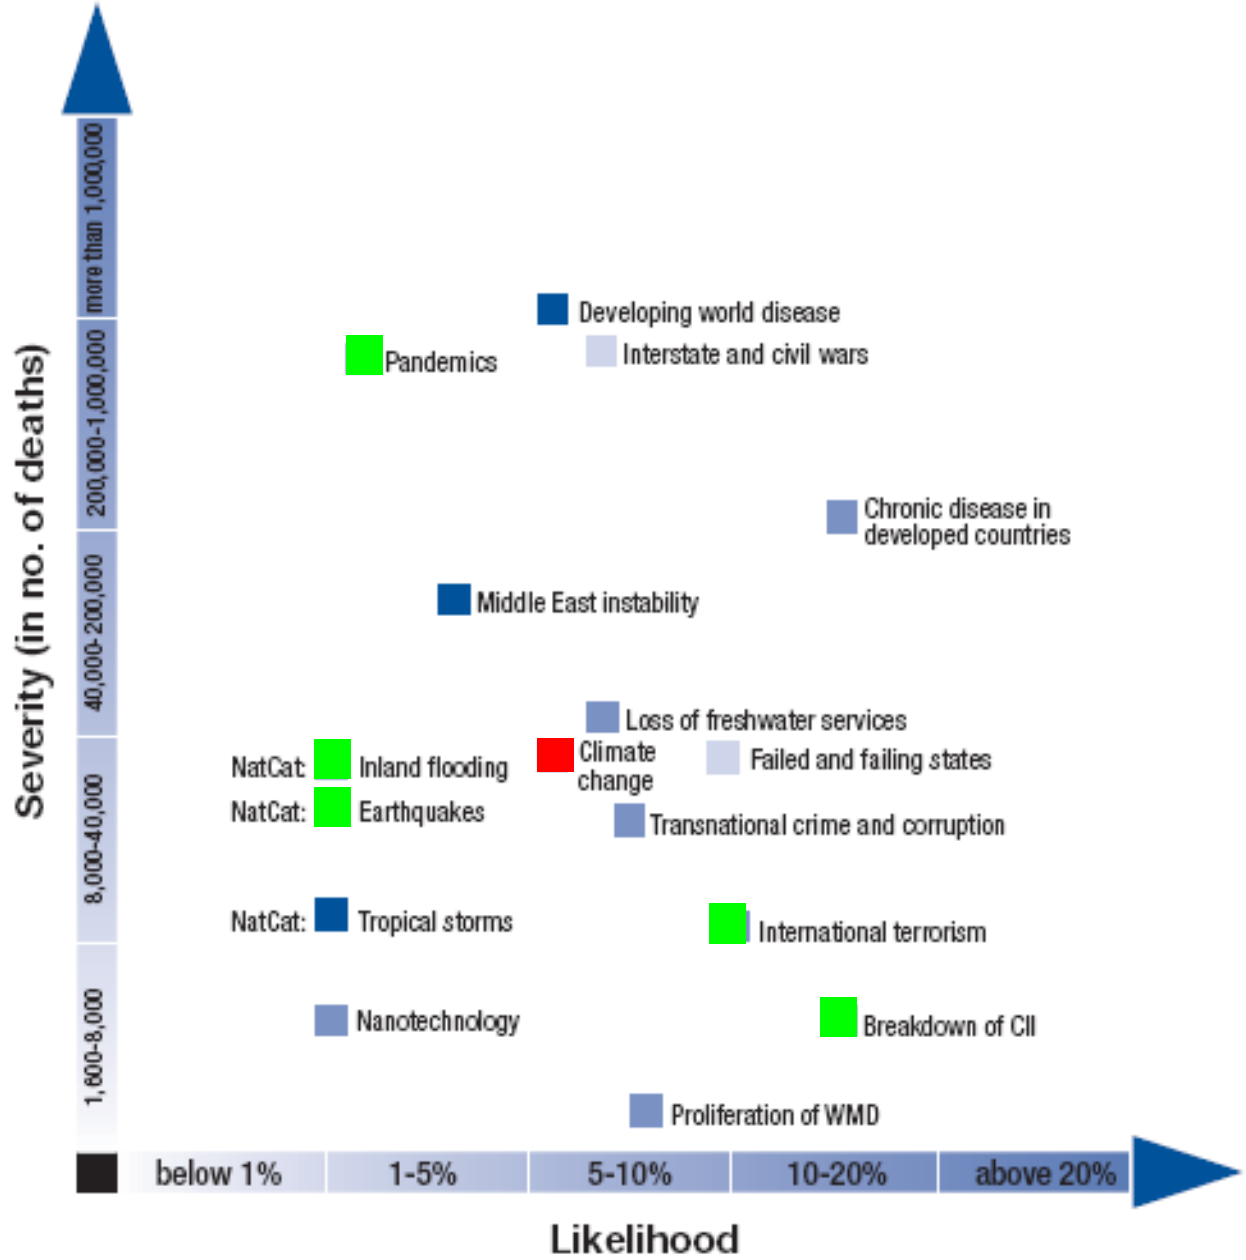 Severity (in no. of deaths)
more than 1,000,000
200,000-1,000,000
40,000-200,000
8,000-40,000
1,600-8,000
Developing world disease
Interstate and civil wars
Pandemics
Chronic disease in
developed countries
Middle East instability
Loss of freshwater services
NatCat: Inland flooding
Climate
change
Failed and failing states
NatCat: Earthquakes
Transnational crime and corruption
NatCat: Tropical storms
International terrorism
Nanotechnology
Breakdown of CII
Proliferation of WMD
below 1% 1-5% 5-10% 10-20% above 20%
Likelihood